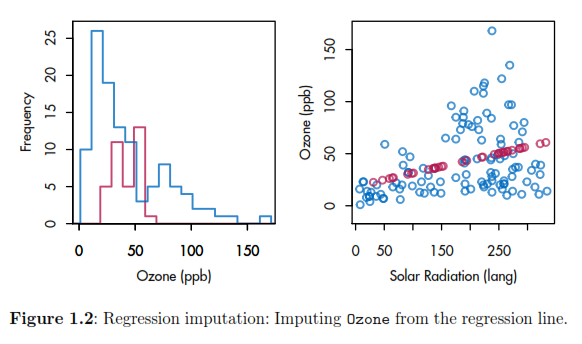 Frequency
25
20
15
10
5
0
0 50 100 150
Ozone (ppb)
Ozone (ppb)
150
100
50
0
0 50 150 250
Solar Radiation (lang)
Figure 1.2: Regression imputation: Imputing Ozone from the regression line.